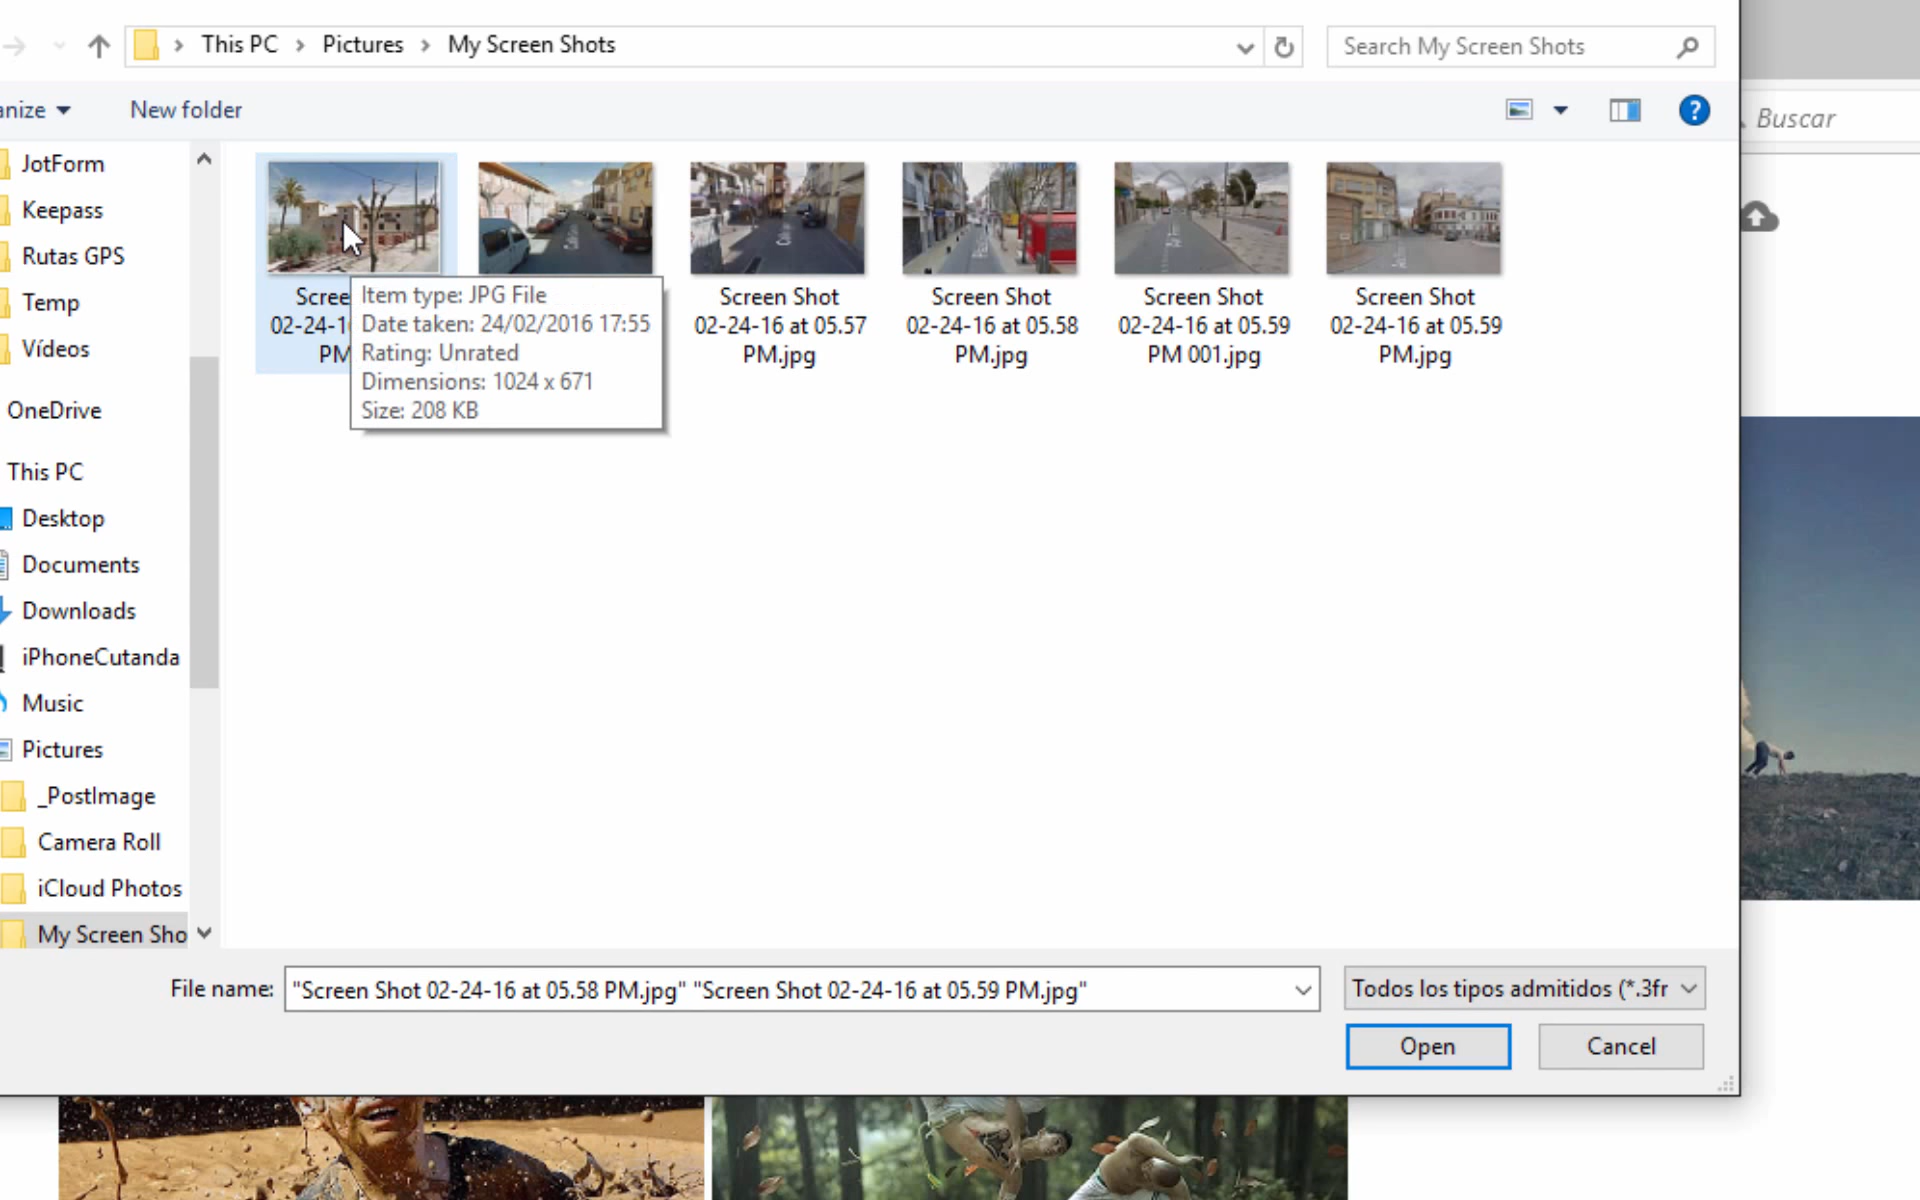 This PC > Pictures > My Screen Shots
Search My Screen Shots
anize
New folder
?
Buscar
JotForm
Keepass
Rutas GPS
Temp
Vídeos
OneDrive
This PC
Desktop
Documents
Downloads
iPhoneCutanda
Music
Pictures
_PostImage
Camera Roll
iCloud Photos
My Screen Sho
Scree
02-24-1
PM
Item type: JPG File
Date taken: 24/02/2016 17:55
Rating: Unrated
Dimensions: 1024 x 671
Size: 208 KB
Screen Shot
02-24-16 at 05.57
PM.jpg
Screen Shot
02-24-16 at 05.58
PM.jpg
Screen Shot
02-24-16 at 05.59
PM 001.jpg
Screen Shot
02-24-16 at 05.59
PM.jpg
File name:
"Screen Shot 02-24-16 at 05.58 PM.jpg" "Screen Shot 02-24-16 at 05.59 PM.jpg"
Todos los tipos admitidos (*.3fr
Open
Cancel